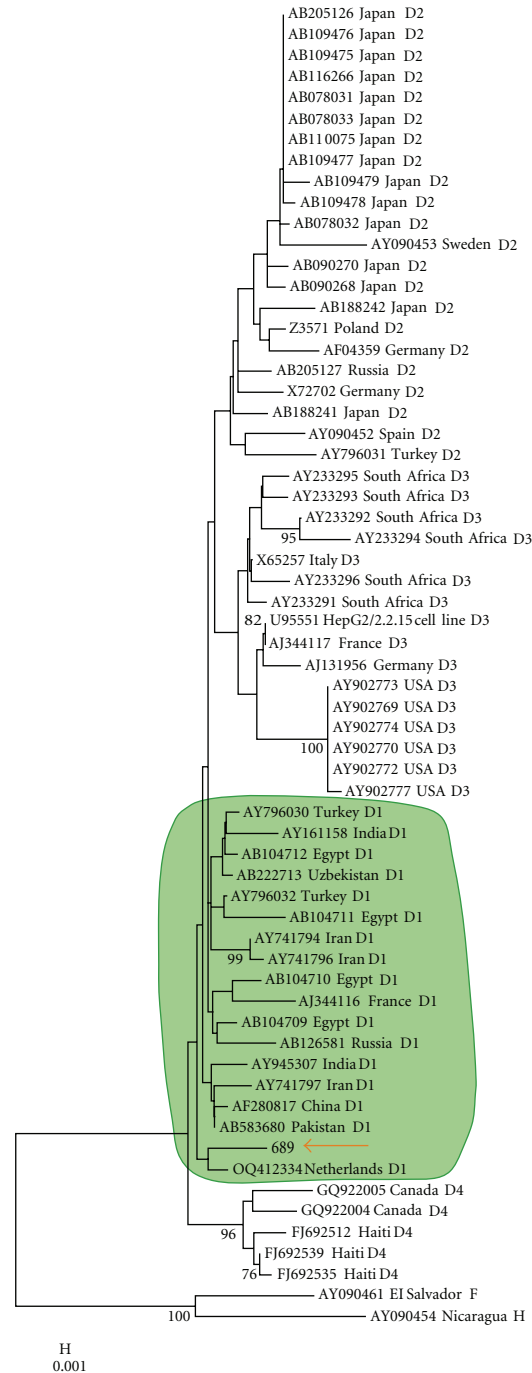 AB205126 Japan D2
AB109476 Japan D2
AB109475 Japan D2
AB116266 Japan D2
AB078031 Japan D2
AB078033 Japan D2
AB110075 Japan D2
AB109477 Japan D2
AB109479 Japan D2
AB109478 Japan D2
AB078032 Japan D2
AY090453 Sweden D2
AB090270 Japan D2
AB090268 Japan D2
AB188242 Japan D2
Z3571 Poland D2
AF04359 Germany D2
AB205127 Russia D2
X72702 Germany D2
AB188241 Japan D2
AY090452 Spain D2
AY796031 Turkey D2
AY233295 South Africa D3
AY233293 South Africa D3
AY233292 South Africa D3
95 AY233294 South Africa D3
X65257 Italy D3
AY233296 South Africa D3
AY233291 South Africa D3
82 U95551 HepG2/2.2.15 cell line D3
AJ344117 France D3
AJ131956 Germany D3
AY902773 USA D3
AY902769 USA D3
AY902774 USA D3
100 AY902770 USA D3
AY902772 USA D3
AY902777 USA D3
AY796030 Turkey D1
AY161158 India D1
AB104712 Egypt D1
AB222713 Uzbekistan D1
AY796032 Turkey D1
AB104711 Egypt D1
AY741794 Iran D1
99 AY741796 Iran D1
AB104710 Egypt D1
AJ344116 France D1
AB104709 Egypt D1
AB126581 Russia D1
AY945307 India D1
AY741797 Iran D1
AF280817 China D1
AB583680 Pakistan D1
689
OQ412334 Netherlands D1
GQ922005 Canada D4
GQ922004 Canada D4
96 FJ692512 Haiti D4
FJ692539 Haiti D4
76 FJ692535 Haiti D4
AY090461 EI Salvador F
100 AY090454 Nicaragua H
H
0.001